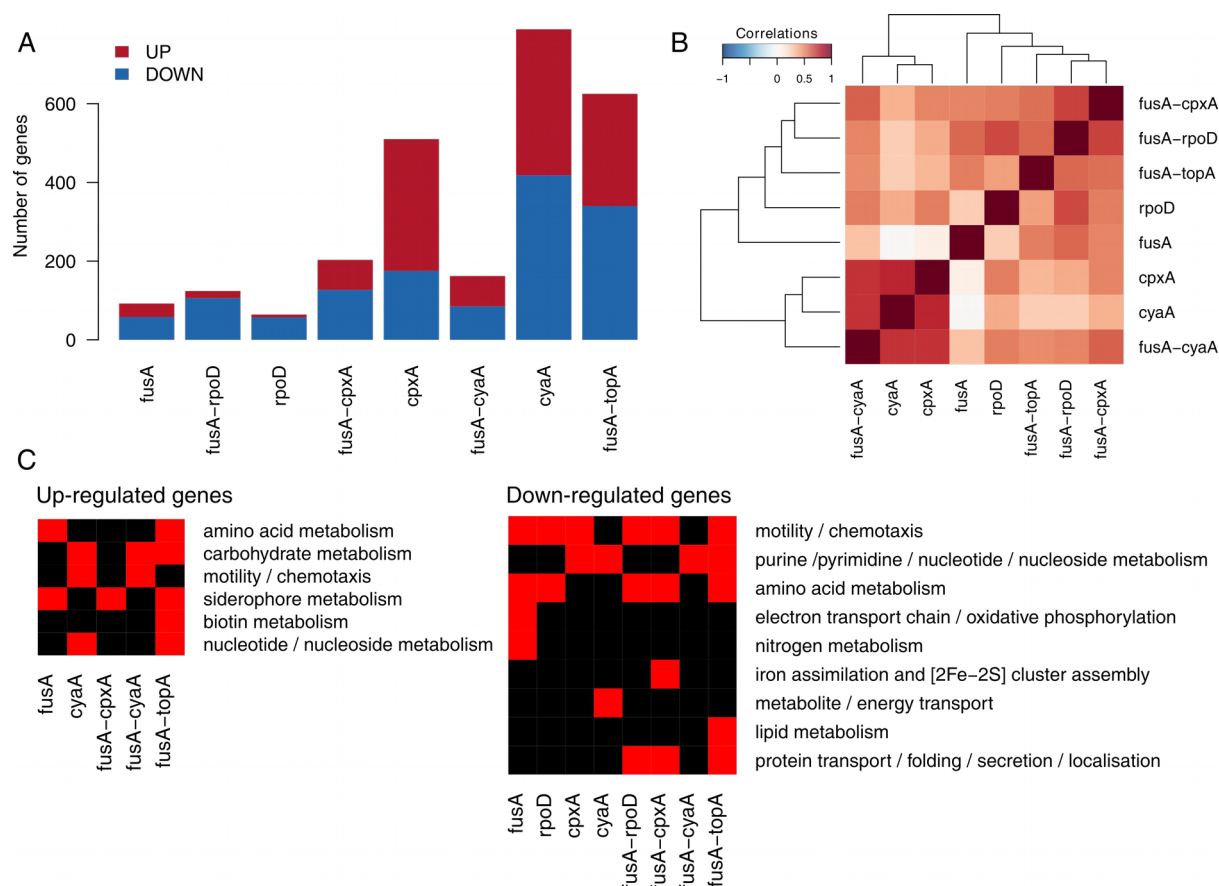 A
UP
DOWN
Number of genes
600
400
200
0
fusA
fusA−rpoD
rpoD
fusA−cpxA
cpxA
fusA−cyaA
cyaA
fusA−topA
B
Correlations
−1
0
0.5
1
fusA−cpxA
fusA−rpoD
fusA−topA
rpoD
fusA
cpxA
cyaA
fusA−cyaA
fusA−cyaA
cyaA
cpxA
fusA
rpoD
fusA−topA
fusA−rpoD
fusA−cpxA
C
Up-regulated genes
amino acid metabolism
carbohydrate metabolism
motility / chemotaxis
siderophore metabolism
biotin metabolism
nucleotide / nucleoside metabolism
fusA
cyaA
fusA−cpxA
fusA−cyaA
fusA−topA
Down-regulated genes
motility / chemotaxis
purine /pyrimidine / nucleotide / nucleoside metabolism
amino acid metabolism
electron transport chain / oxidative phosphorylation
nitrogen metabolism
iron assimilation and [2Fe−2S] cluster assembly
metabolite / energy transport
lipid metabolism
protein transport / folding / secretion / localisation
fusA
rpoD
cpxA
cyaA
fusA−rpoD
fusA−cpxA
fusA−cyaA
fusA−topA